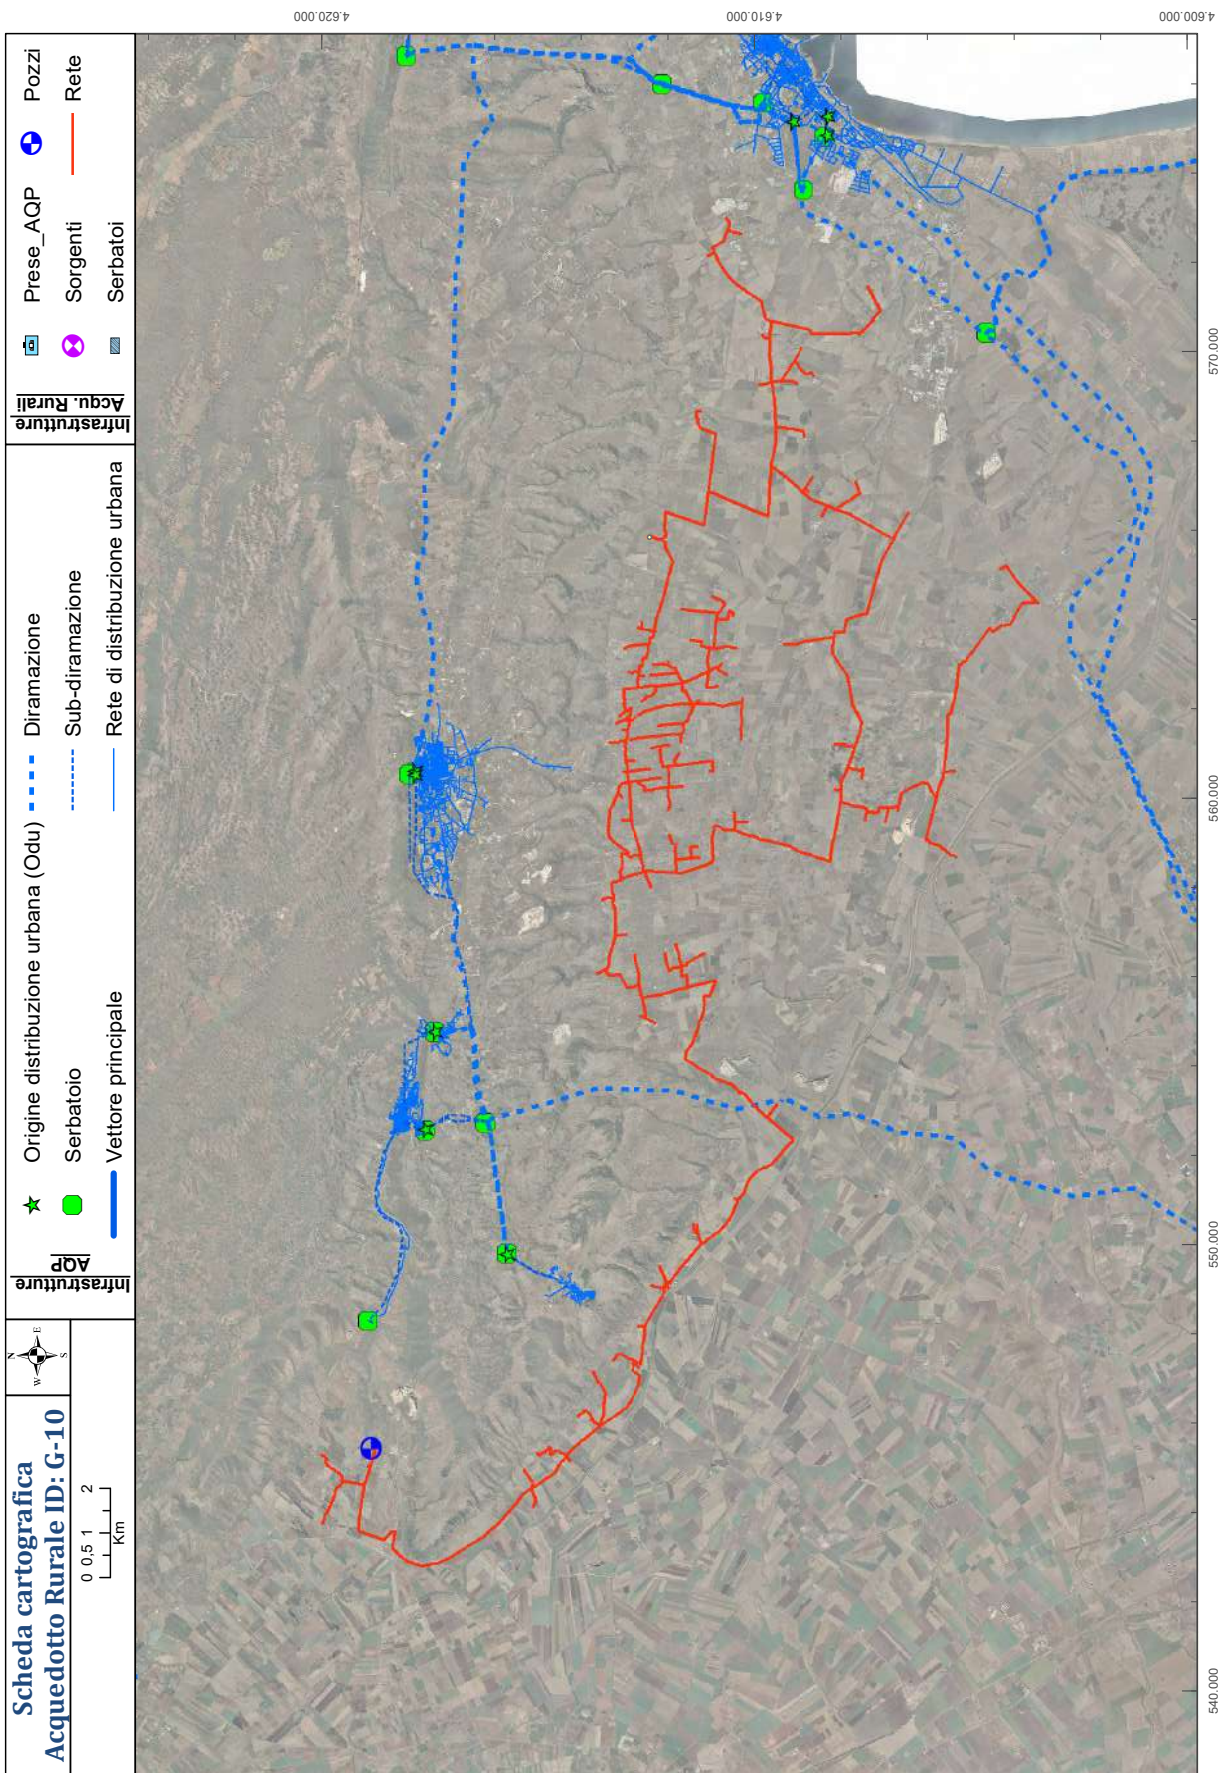 Scheda cartografica
Acquedotto Rurale ID: G-10
N
W
E
S
0 0,5 1 2
Km
Infrastrutture
AQP
Origine distribuzione urbana (Odu)
Serbatoio
Vettore principale
Diramazione
Sub-diramazione
Rete di distribuzione urbana
Infrastrutture
Acqu. Rurali
Prese_AQP
Sorgenti
Serbatoi
Pozzi
Rete
4.620.000
4.610.000
4.600.000
540.000
550.000
560.000
570.000